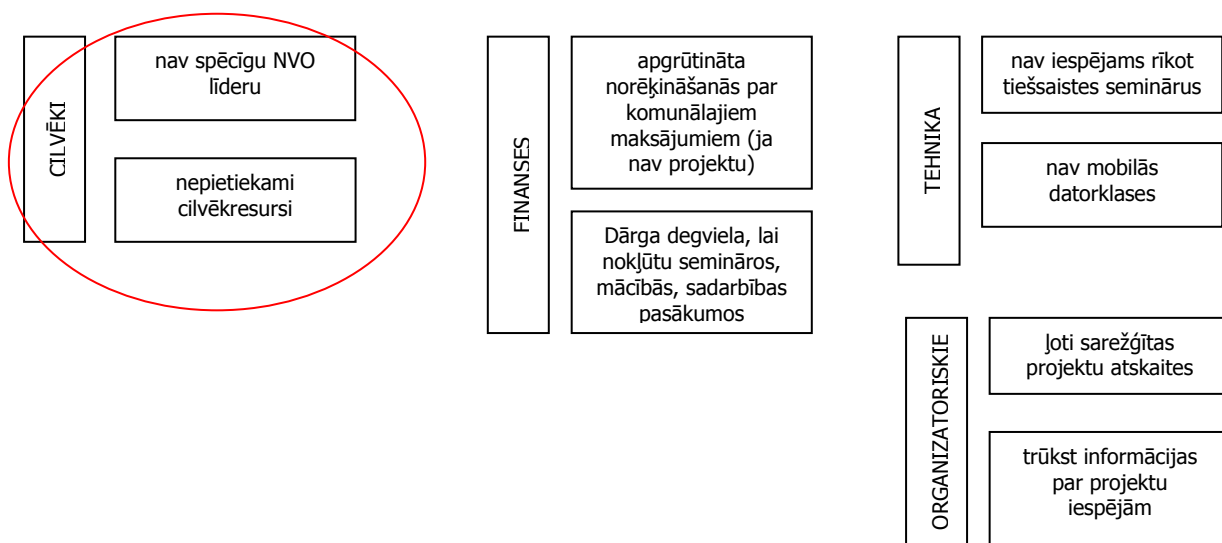 CILVĒKI
nav spēcīgu NVO
līderu
nepietiekami
cilvēkresursi
FINANSES
apgrūtināta
norēķināšanās par
komunālajiem
maksājumiem (ja
nav projektu)
Dārga degviela, lai
nokļūtu semināros,
mācībās, sadarbības
pasākumos
TEHNIKA
nav iespējams rīkot
tiešsaistes seminārus
nav mobilās
datorklases
ORGANIZATORISKIE
ļoti sarežģītas
projektu atskaites
trūkst informācijas
par projektu
iespējām